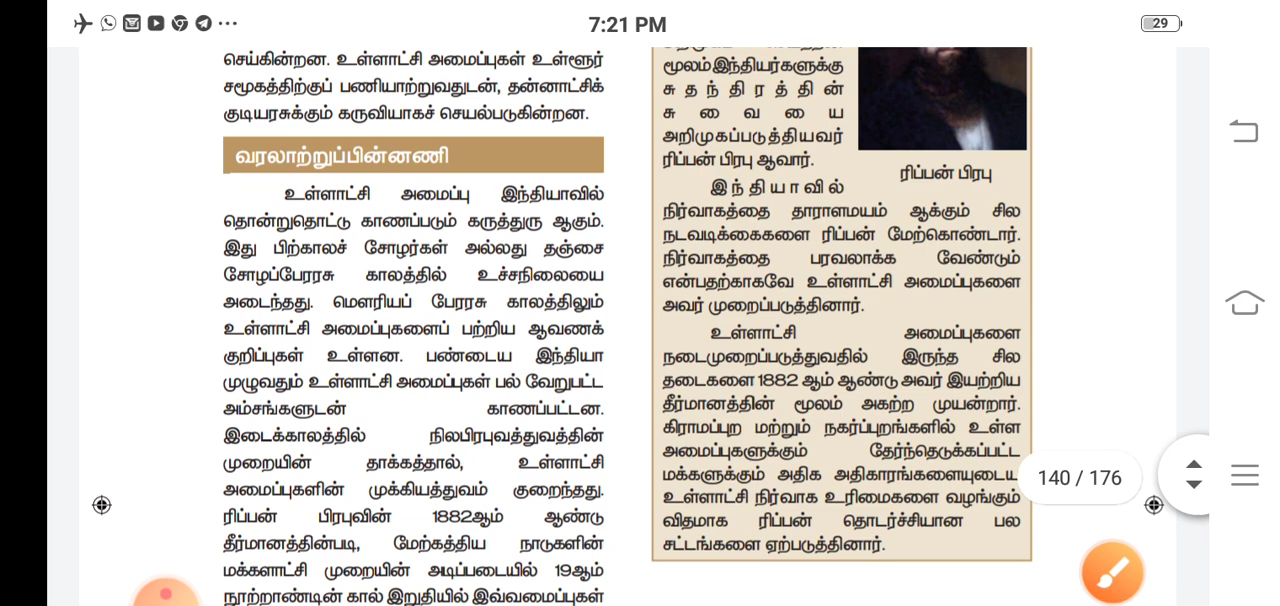 7:21 PM
29
செய்கின்றன. உள்ளாட்சி அமைப்புகள் உள்ளூர்
சமூகத்திற்குப் பணியாற்றுவதுடன், தன்னாட்சிக்
குடியரசுக்கும் கருவியாகச் செயல்படுகின்றன.
வரலாற்றுப்பின்னணி
உள்ளாட்சி அமைப்பு இந்தியாவில்
தொன்றுதொட்டு காணப்படும் கருத்துரு ஆகும்.
இது பிற்காலச் சோழர்கள் அல்லது தஞ்சை
சோழப்பேரரசு காலத்தில் உச்சநிலையை
அடைந்தது. மௌரியப் பேரரசு காலத்திலும்
உள்ளாட்சி அமைப்புகளைப் பற்றிய ஆவணக்
குறிப்புகள் உள்ளன. பண்டைய இந்தியா
முழுவதும் உள்ளாட்சி அமைப்புகள் பல் வேறுபட்ட
அம்சங்களுடன் காணப்பட்டன.
இடைக்காலத்தில் நிலபிரபுவத்துவத்தின்
முறையின் தாக்கத்தால், உள்ளாட்சி
அமைப்புகளின் முக்கியத்துவம் குறைந்தது.
ரிப்பன் பிரபுவின் 1882ஆம் ஆண்டு
தீர்மானத்தின்படி, மேற்கத்திய நாடுகளின்
மக்களாட்சி முறையின் அடிப்படையில் 19ஆம்
நூற்றாண்டின் கால் இறுதியில் இவ்வமைப்புகள்
மூலம் இந்தியர்களுக்கு
சுதந்திரத்தின்
சுவையை
அறிமுகப்படுத்தியவர்
ரிப்பன் பிரபு ஆவார்.
ரிப்பன் பிரபு
இந்தியாவில்
நிர்வாகத்தை தாராளமயம் ஆக்கும் சில
நடவடிக்கைகளை ரிப்பன் மேற்கொண்டார்.
நிர்வாகத்தை பரவலாக்க வேண்டும்
என்பதற்காகவே உள்ளாட்சி அமைப்புகளை
அவர் முறைப்படுத்தினார்.
உள்ளாட்சி அமைப்புகளை
நடைமுறைப்படுத்துவதில் இருந்த சில
தடைகளை 1882 ஆம் ஆண்டு அவர் இயற்றிய
தீர்மானத்தின் மூலம் அகற்ற முயன்றார்.
கிராமப்புற மற்றும் நகர்ப்புறங்களில் உள்ள
அமைப்புகளுக்கும் தேர்ந்தெடுக்கப்பட்ட
மக்களுக்கும் அதிக அதிகாரங்களையுடைய
உள்ளாட்சி நிர்வாக உரிமைகளை வழங்கும்
விதமாக ரிப்பன் தொடர்ச்சியான பல
சட்டங்களை ஏற்படுத்தினார்.
140 / 176